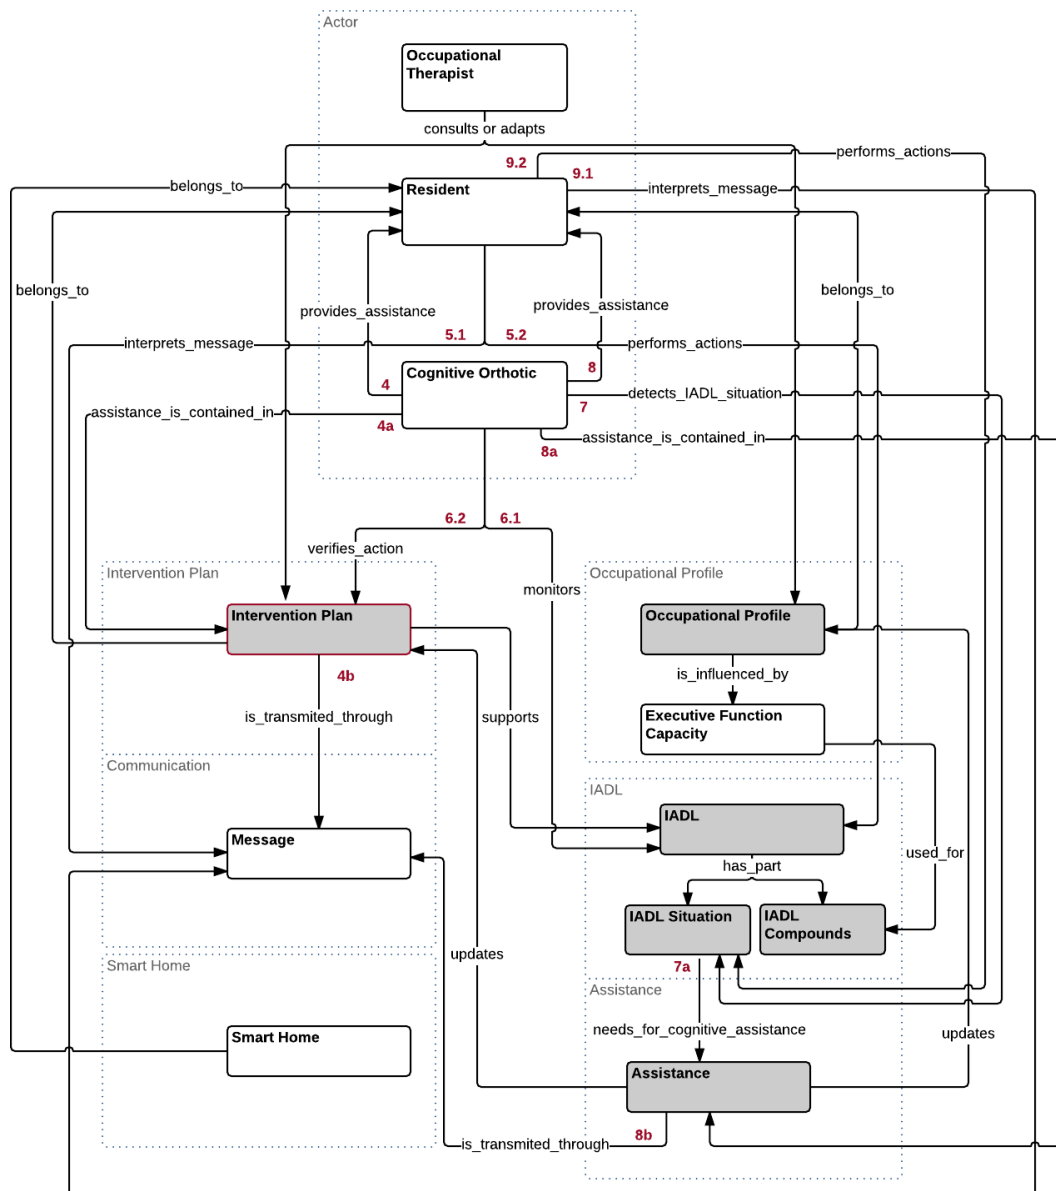 Actor
Occupational
Therapist
consults or adapts
9.2
9.1
performs_actions
belongs_to
Resident
interprets_message
belongs_to
provides_assistance
provides_assistance
belongs_to
5.1
5.2
interprets_message
performs_actions
Cognitive Orthotic
4
8
detects_IADL_situation
7
assistance_is_contained_in
4a
8a
assistance_is_contained_in
6.2
6.1
verifies_action
monitors
Intervention Plan
Occupational Profile
Intervention Plan
Occupational Profile
4b
is_influenced_by
is_transmited_through
supports
Executive Function
Capacity
Communication
IADL
IADL
Message
has_part
used_for
IADL Situation
IADL
Compounds
updates
Smart Home
7a
Assistance
needs_for_cognitive_assistance
updates
Smart Home
Assistance
8b
is_transmited_through